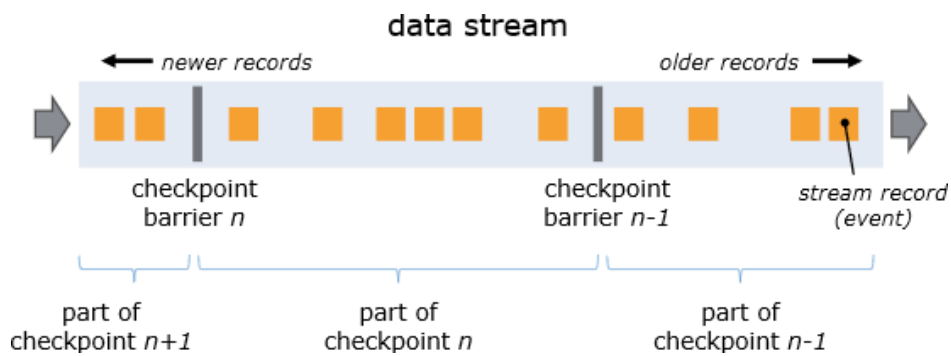 data stream
newer records
older records
checkpoint
barrier n
checkpoint
barrier n-1
stream record
(event)
part of
checkpoint n+1
part of
checkpoint n
part of
checkpoint n-1